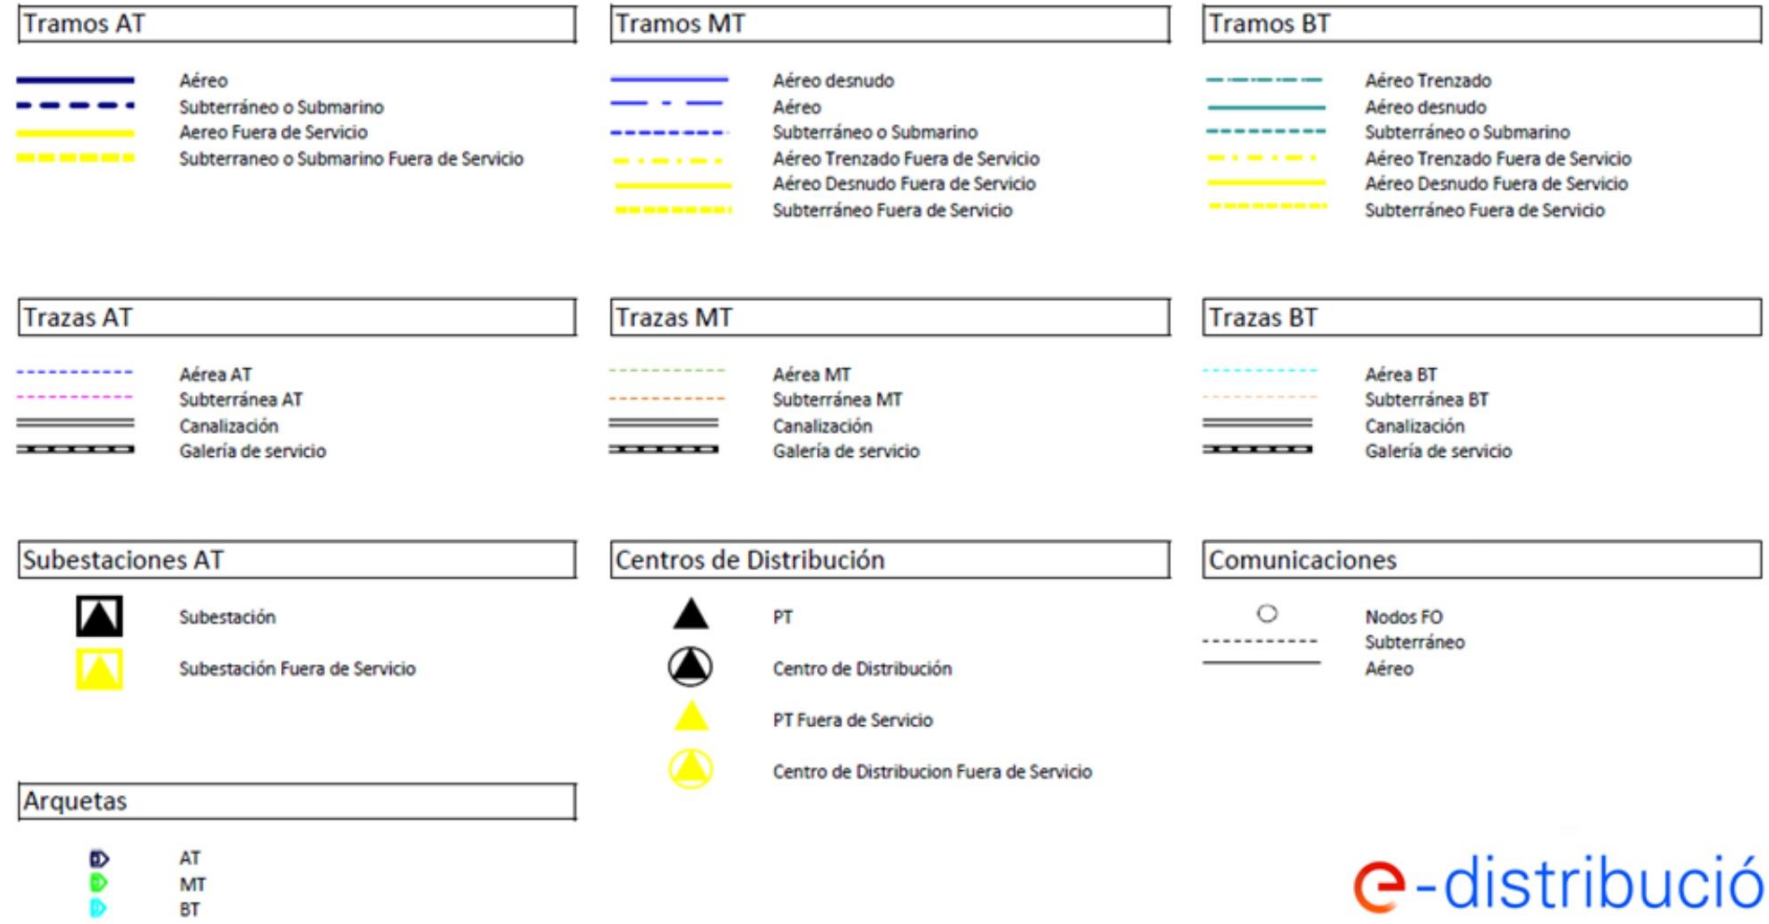 Tramos AT
Aéreo
Subterráneo o Submarino
Aereo Fuera de Servicio
Subterraneo o Submarino Fuera de Servicio
Tramos MT
Aéreo desnudo
Aéreo
Subterráneo o Submarino
Aéreo Trenzado Fuera de Servicio
Aéreo Desnudo Fuera de Servicio
Subterráneo Fuera de Servicio
Tramos BT
Aéreo Trenzado
Aéreo desnudo
Subterráneo o Submarino
Aéreo Trenzado Fuera de Servicio
Aéreo Desnudo Fuera de Servicio
Subterráneo Fuera de Servicio
Trazas AT
Aérea AT
Subterránea AT
Canalización
Galería de servicio
Trazas MT
Aérea MT
Subterránea MT
Canalización
Galería de servicio
Trazas BT
Aérea BT
Subterránea BT
Canalización
Galería de servicio
Subestaciones AT
Subestación
Subestación Fuera de Servicio
Centros de Distribución
PT
Centro de Distribución
PT Fuera de Servicio
Centro de Distribucion Fuera de Servicio
Comunicaciones
Nodos FO
Subterráneo
Aéreo
Arquetas
AT
MT
BT
e-distribució